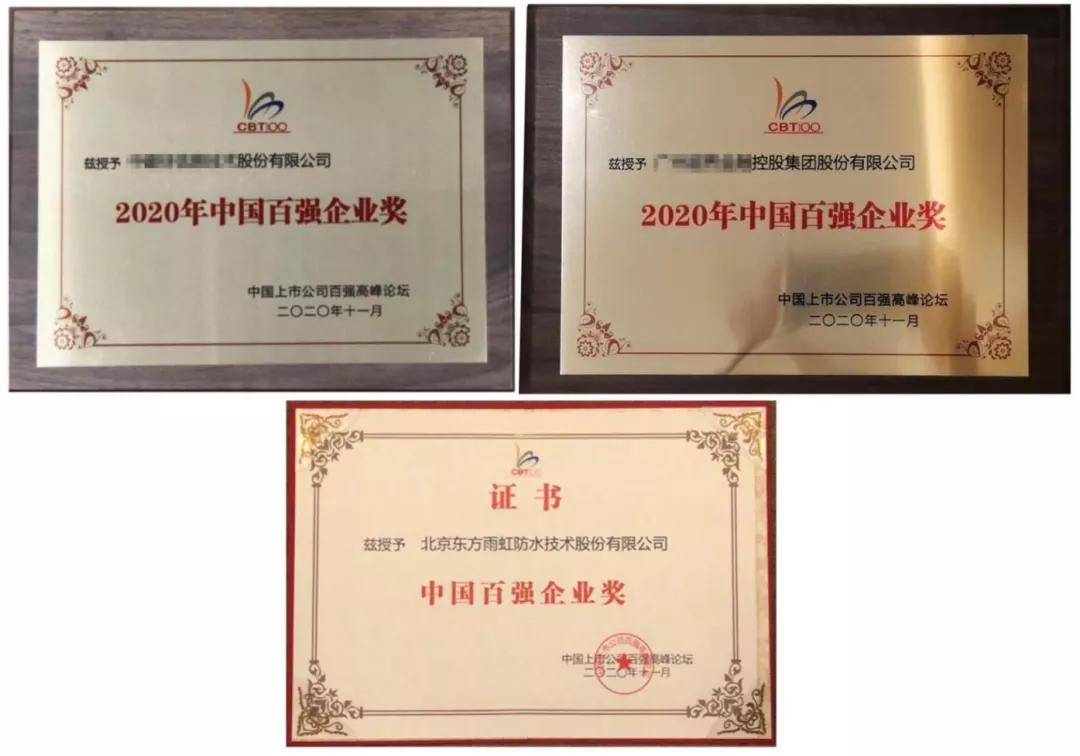 CBT100
兹授予 股份有限公司
2020年中国百强企业奖
中国上市公司百强高峰论坛
二〇二〇年十一月
CBT100
兹授予 控股集团股份有限公司
2020年中国百强企业奖
中国上市公司百强高峰论坛
二〇二〇年十一月
CBT100
证书
兹授予 北京东方雨虹防水技术股份有限公司
中国百强企业奖
中国上市公司百强高峰论坛
二〇二〇年十一月